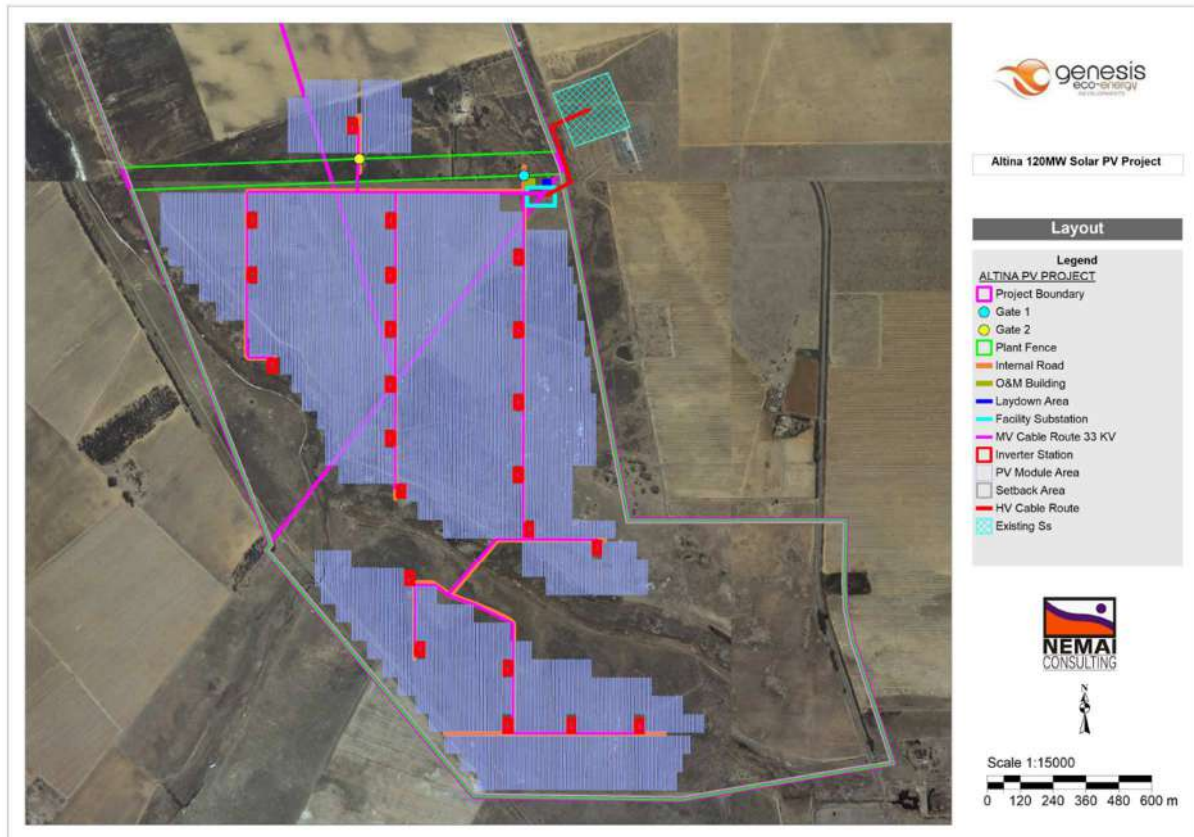 genesis
eco-energy
DEVELOPMENTS
Altina 120MW Solar PV Project
Layout
Legend
ALTINA PV PROJECT
Project Boundary
Gate 1
Gate 2
Plant Fence
Internal Road
O&M Building
Laydown Area
Facility Substation
MV Cable Route 33 KV
Inverter Station
PV Module Area
Setback Area
HV Cable Route
Existing Ss
NEMAI
CONSULTING
N
Scale 1:15000
0 120 240 360 480 600 m